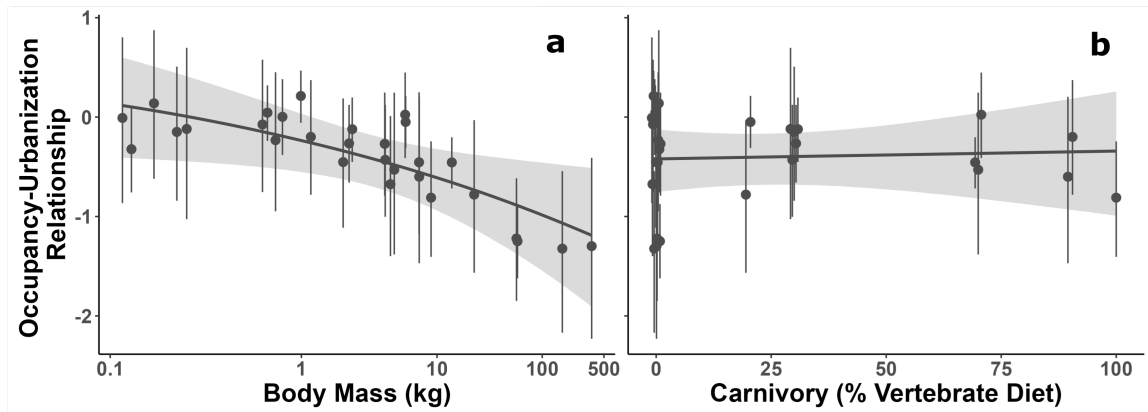 Occupancy-Urbanization
Relationship
1
0
-1
-2
a
0.1
1
10
100
500
Body Mass (kg)
b
0
25
50
75
100
Carnivory (% Vertebrate Diet)